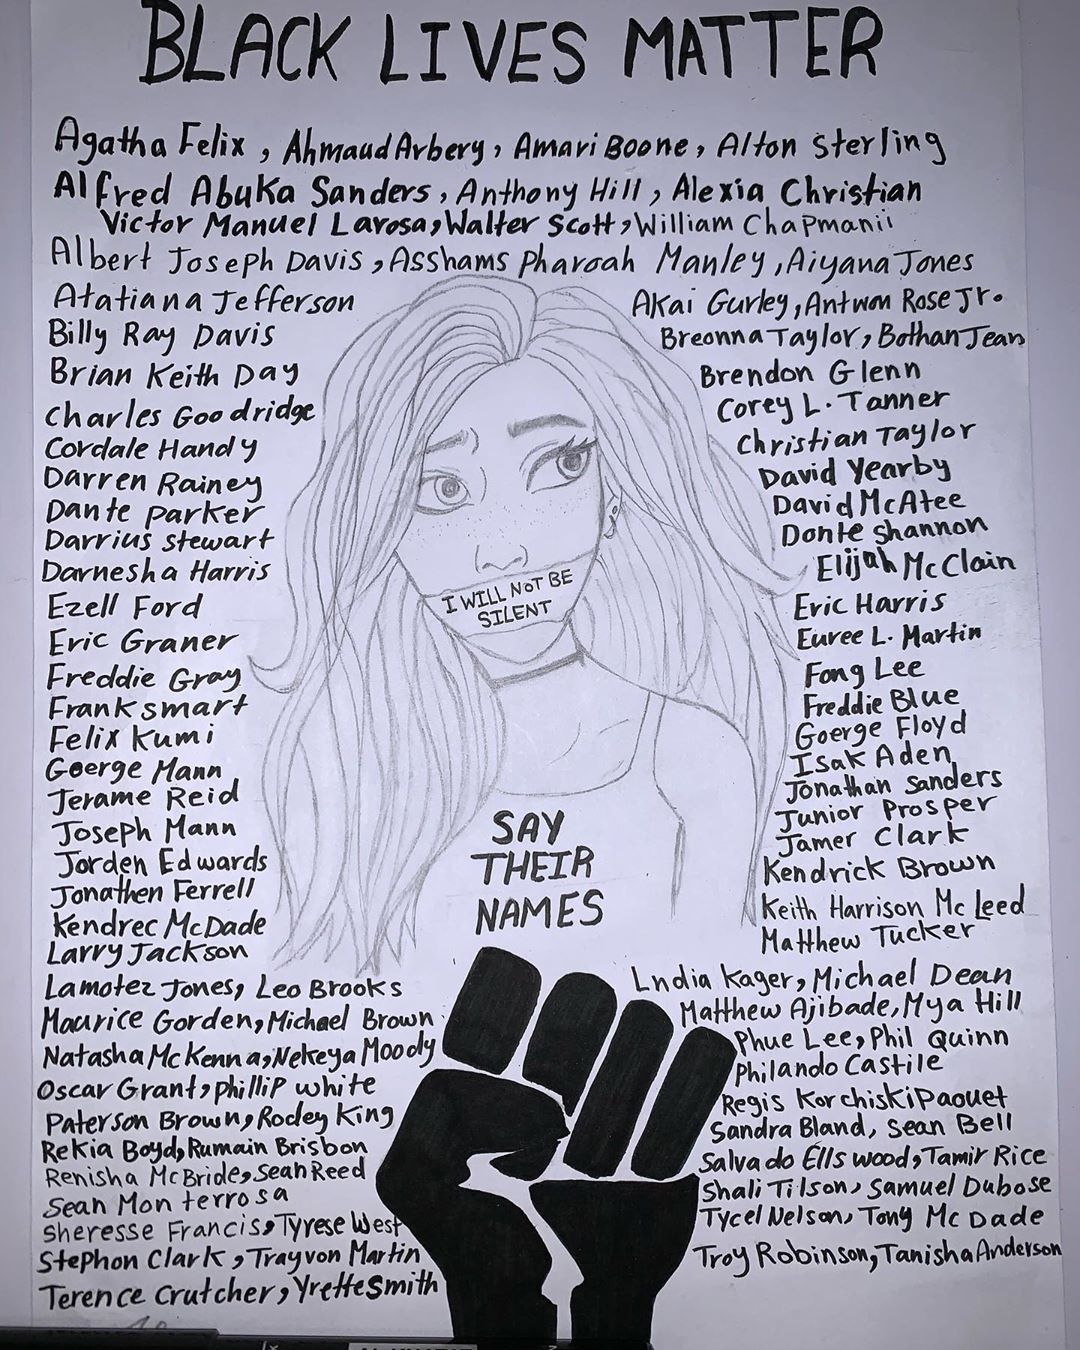 BLACK LIVES MATTER
Agatha Felix, Ahmaud Arbery, Amari Boone, Alton Sterling
Alfred Abuka Sanders, Anthony Hill, Alexia Christian
Victor Manuel Larosa, Walter Scott, William Chapmanii
Albert Joseph Davis, Asshams Pharoah Manley, Aiyana Jones
Atatiana Jefferson
Billy Ray Davis
Brian Keith Day
Charles Goodridge
Cordale Handy
Darren Rainey
Dante Parker
Darrius Stewart
Darnesha Harris
Ezell Ford
Eric Graner
Freddie Gray
Frank smart
Felix Kumi
Goerge Mann
Jerame Reid
Joseph Mann
Jorden Edwards
Jonathen Ferrell
Kendrec McDade
Larry Jackson
Lamotez Jones, Leo Brooks
Maurice Gorden, Michael Brown
Natasha McKenna, Nekeya Moody
Oscar Grant, phillip white
Paterson Brown, Rodey King
Rekia Boyd, Rumain Brisbon
Renisha McBride, Sean Reed
Sean Monterrosa
Sheresse Francis, Tyrese West
Stephon Clark, Trayvon Martin
Terence Crutcher, Yrette Smith
I WILL NOT BE
SILENT
SAY
THEIR
NAMES
Akai Gurley, Antwon Rose Jr.
Breonna Taylor, Bothan Jean
Brendon Glenn
Corey L. Tanner
Christian Taylor
David Yearby
David McAtee
Donte Shannon
Elijah McClain
Eric Harris
Euree L. Martin
Fong Lee
Freddie Blue
Goerge Floyd
Isak Aden
Jonathan Sanders
Junior Prosper
Jamer Clark
Kendrick Brown
Keith Harrison Mc Leed
Matthew Tucker
Lndia Kager, Michael Dean
Matthew Ajibade, Mya Hill
Phue Lee, Phil Quinn
Philando Castile
Regis Korchiski Paouet
Sandra Bland, Sean Bell
Salvado Ellswood, Tamir Rice
Shali Tilson, Samuel Dubose
Tycel Nelson, Tony McDade
Troy Robinson, Tanisha Anderson